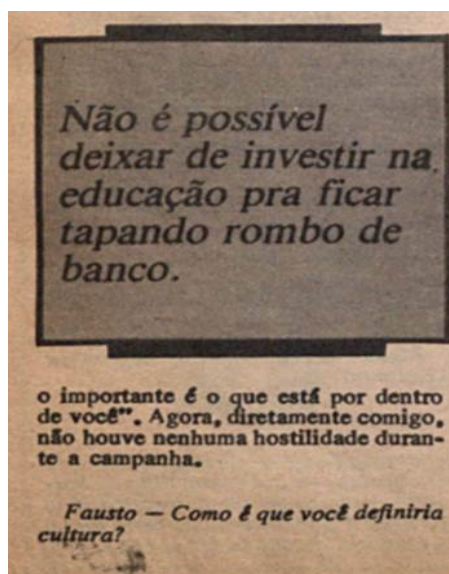 Não é possível
deixar de investir na
educação pra ficar
tapando rombo de
banco.
o importante é o que está por dentro
de você". Agora, diretamente comigo,
não houve nenhuma hostilidade duran-
te a campanha.
Fausto — Como é que você definiria
cultura?